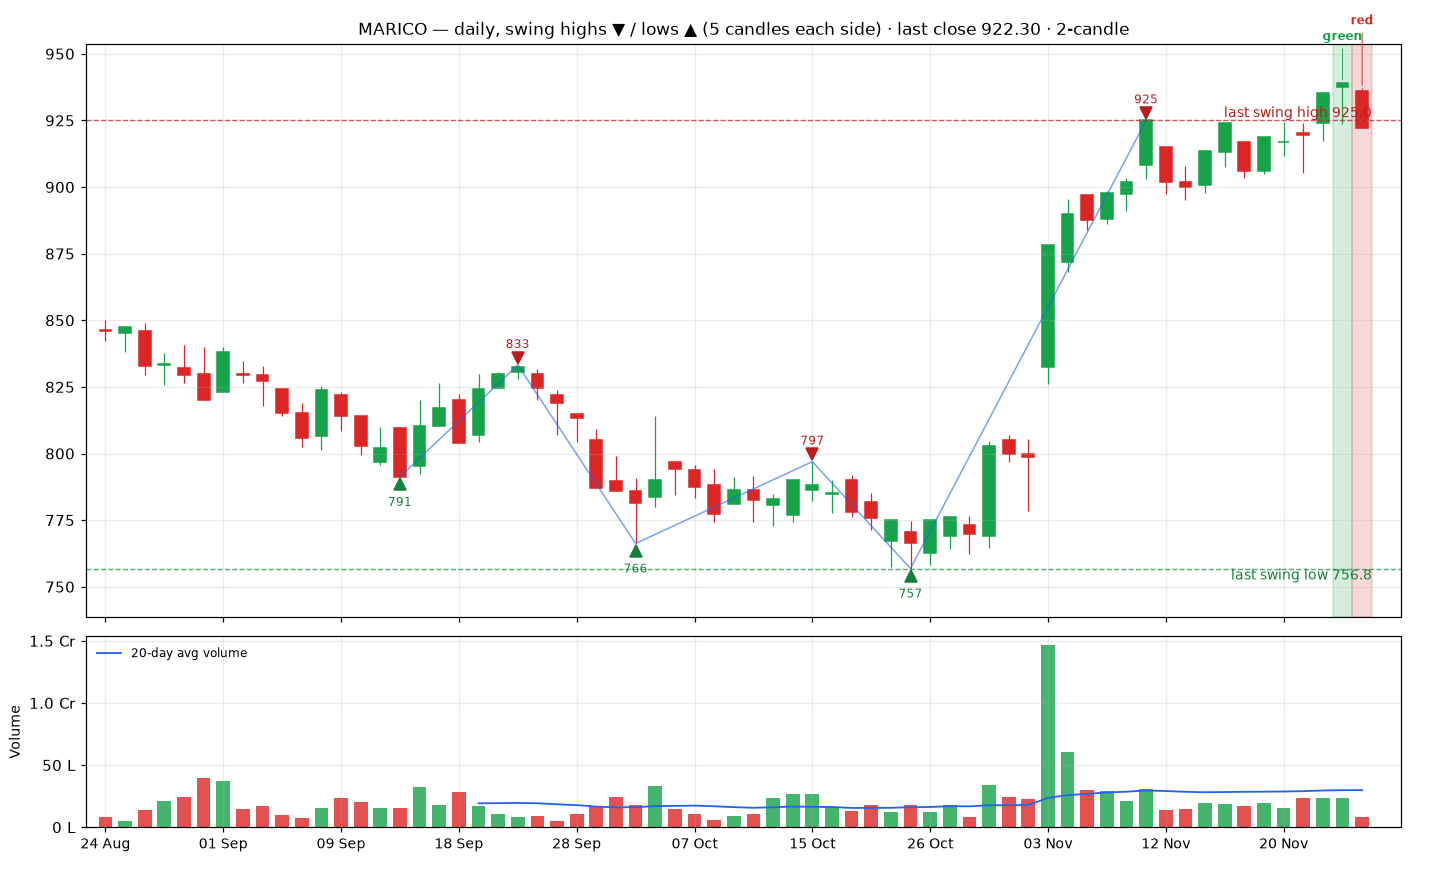 MARICO — daily, swing highs ▼ / lows ▲ (5 candles each side) · last close 922.30 · 2-candle
red
green
950
925
900
875
850
825
800
775
750
925
last swing high 925.0
833
797
791
766
757
last swing low 756.8
Volume
1.5 Cr
1.0 Cr
50 L
0 L
20-day avg volume
24 Aug
01 Sep
09 Sep
18 Sep
28 Sep
07 Oct
15 Oct
26 Oct
03 Nov
12 Nov
20 Nov